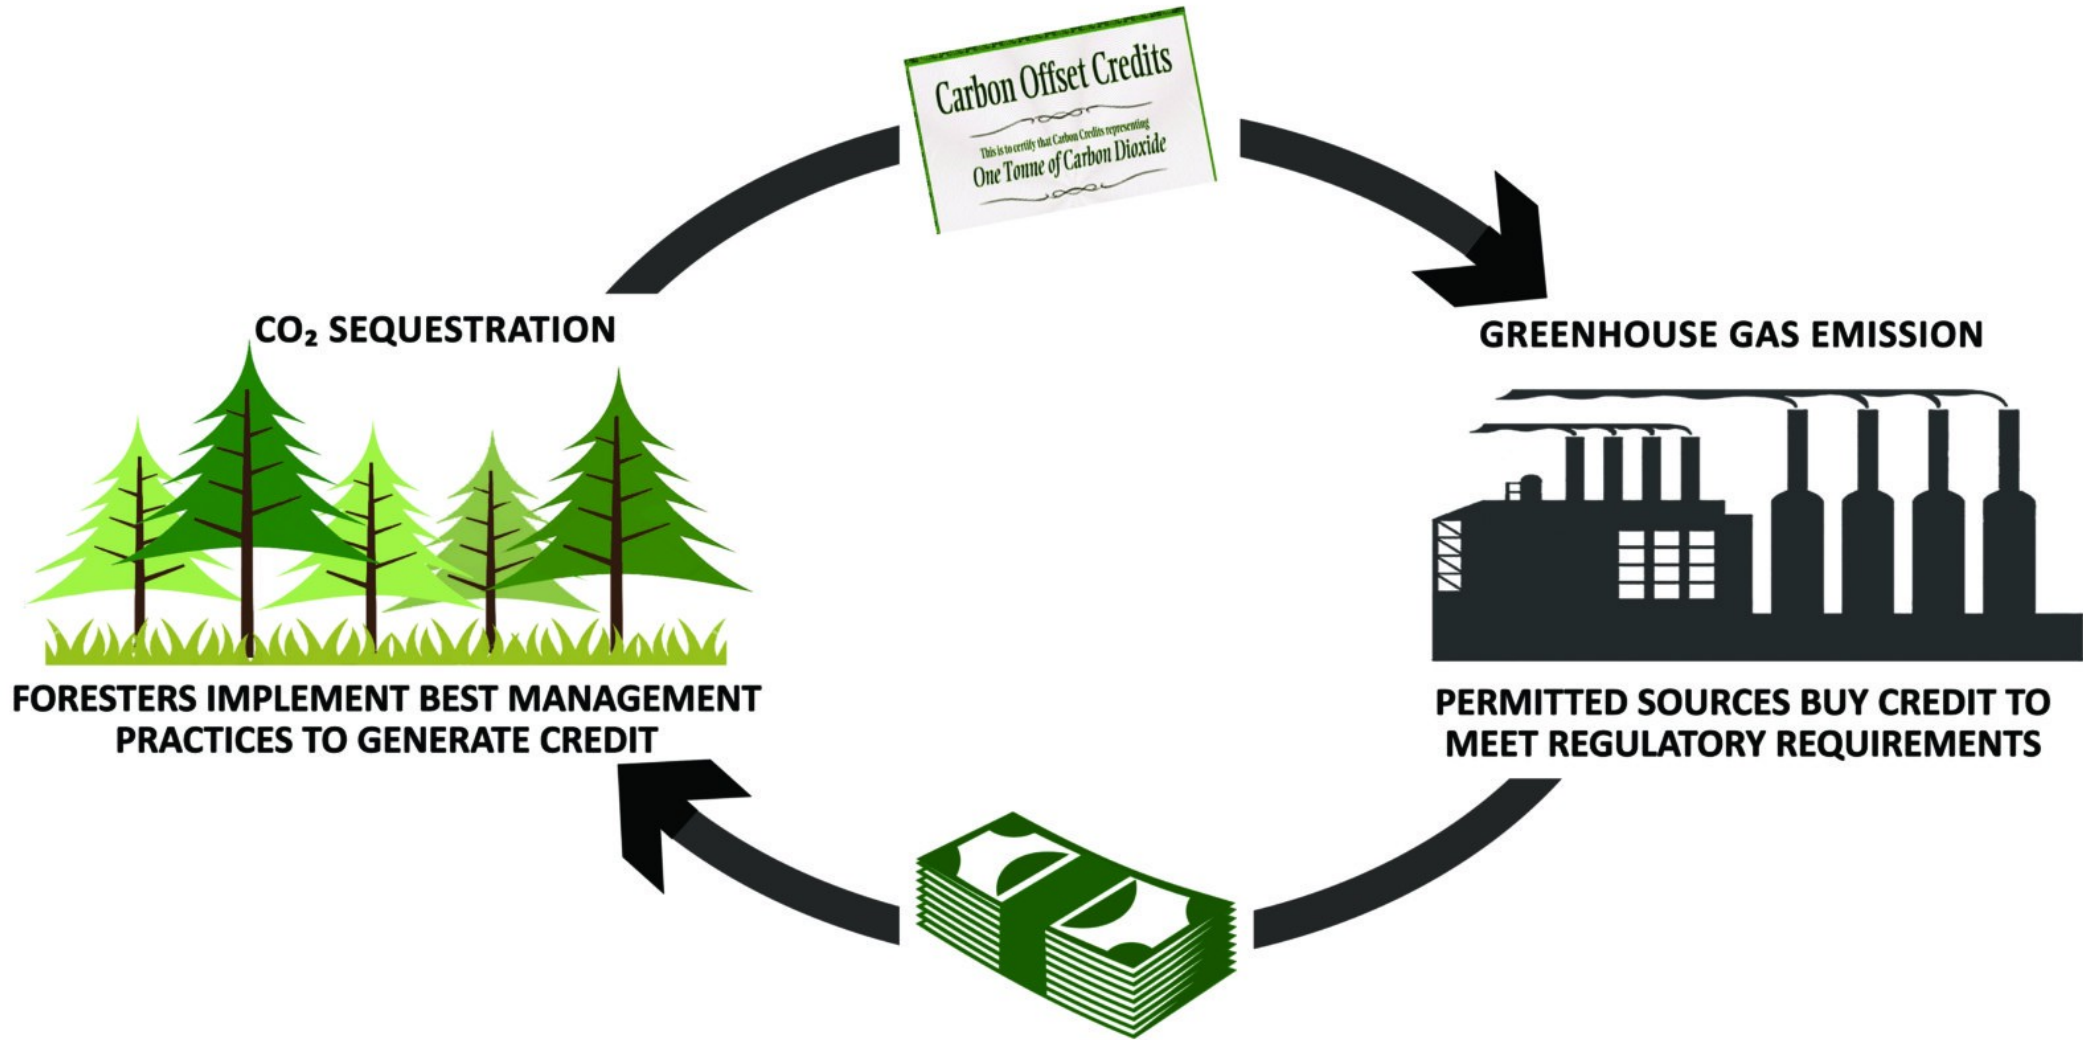 Carbon Offset Credits
This is to certify that Carbon Credits representing
One Tonne of Carbon Dioxide
CO₂ SEQUESTRATION
GREENHOUSE GAS EMISSION
FORESTERS IMPLEMENT BEST MANAGEMENT
PRACTICES TO GENERATE CREDIT
PERMITTED SOURCES BUY CREDIT TO
MEET REGULATORY REQUIREMENTS